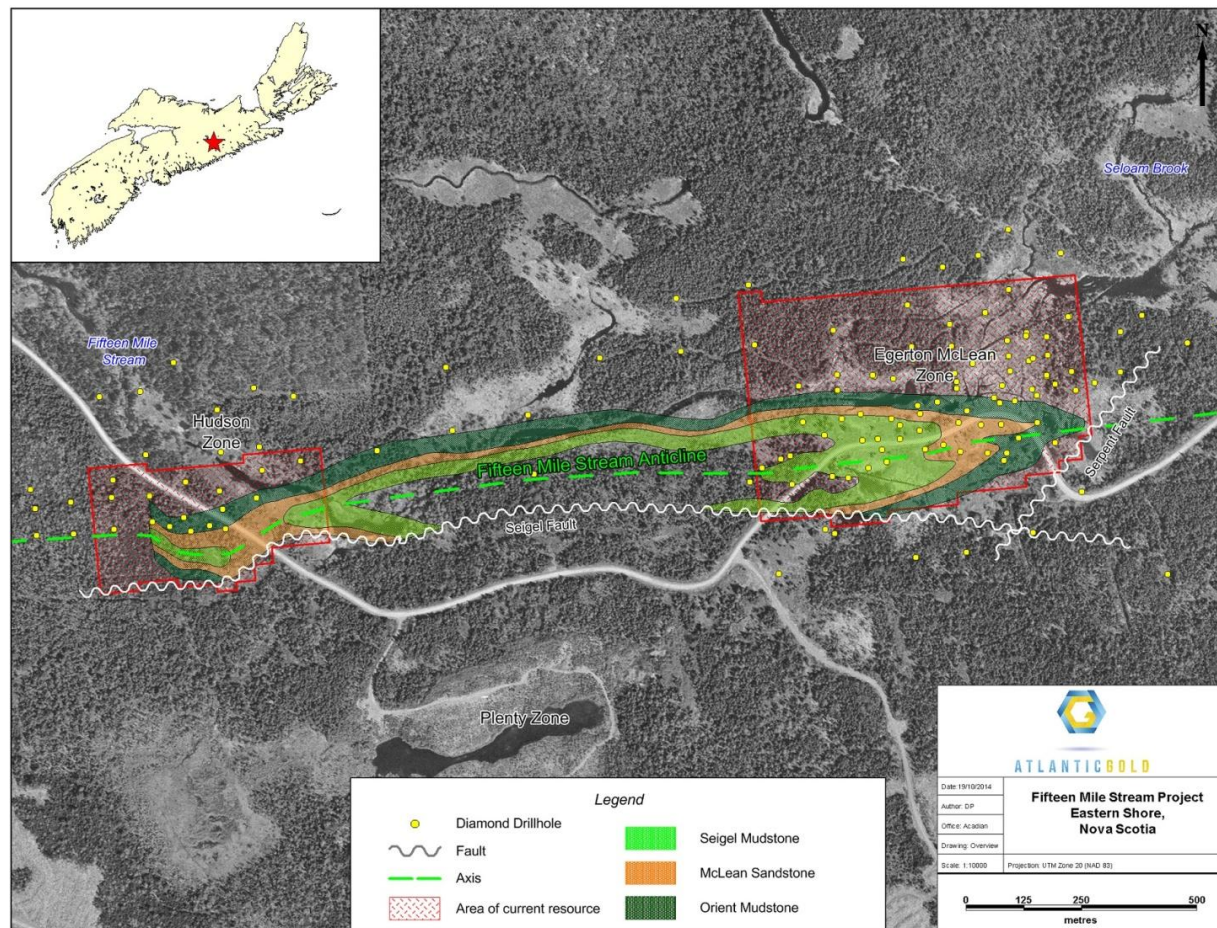 N
Seloam Brook
Fifteen Mile
Stream
Egerton McLean
Zone
Hudson
Zone
Fifteen Mile Stream Anticline
Serpent Fault
Seigel Fault
Plenty Zone
Legend
Diamond Drillhole
Fault
Axis
Area of current resource
Seigel Mudstone
McLean Sandstone
Orient Mudstone
G
ATLANTICGOLD
Date:19/10/2014
Author: DP
Office: Acadian
Drawing: Overview
Scale: 1:10000
Fifteen Mile Stream Project
Eastern Shore,
Nova Scotia
Projection: UTM Zone 20 (NAD 83)
0 125 250 500
metres